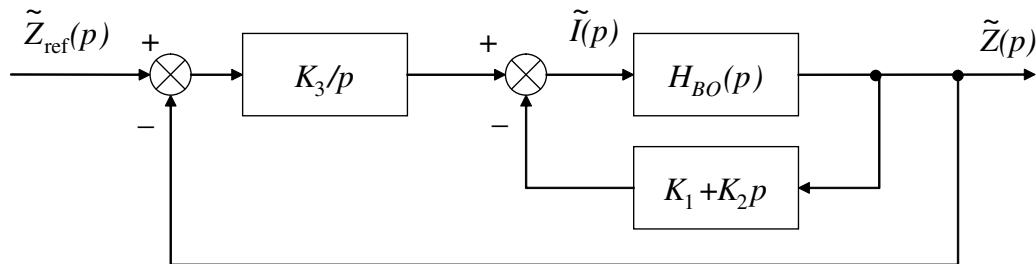 Z̃ref(p)
+
−
K3/p
+
−
Ĩ(p)
HBO(p)
K1+K2p
Z̃(p)